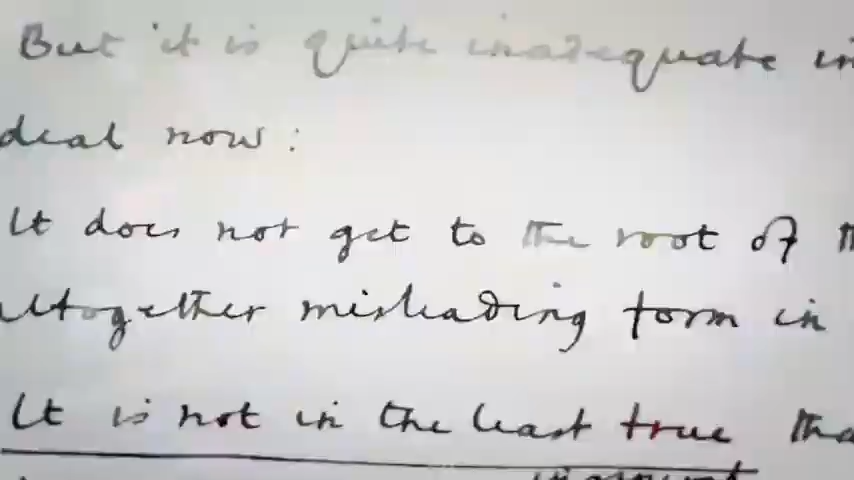 But it is quite inadequate in
deal now:
It does not get to the root of
altogether misleading form in
It is not in the least true tha